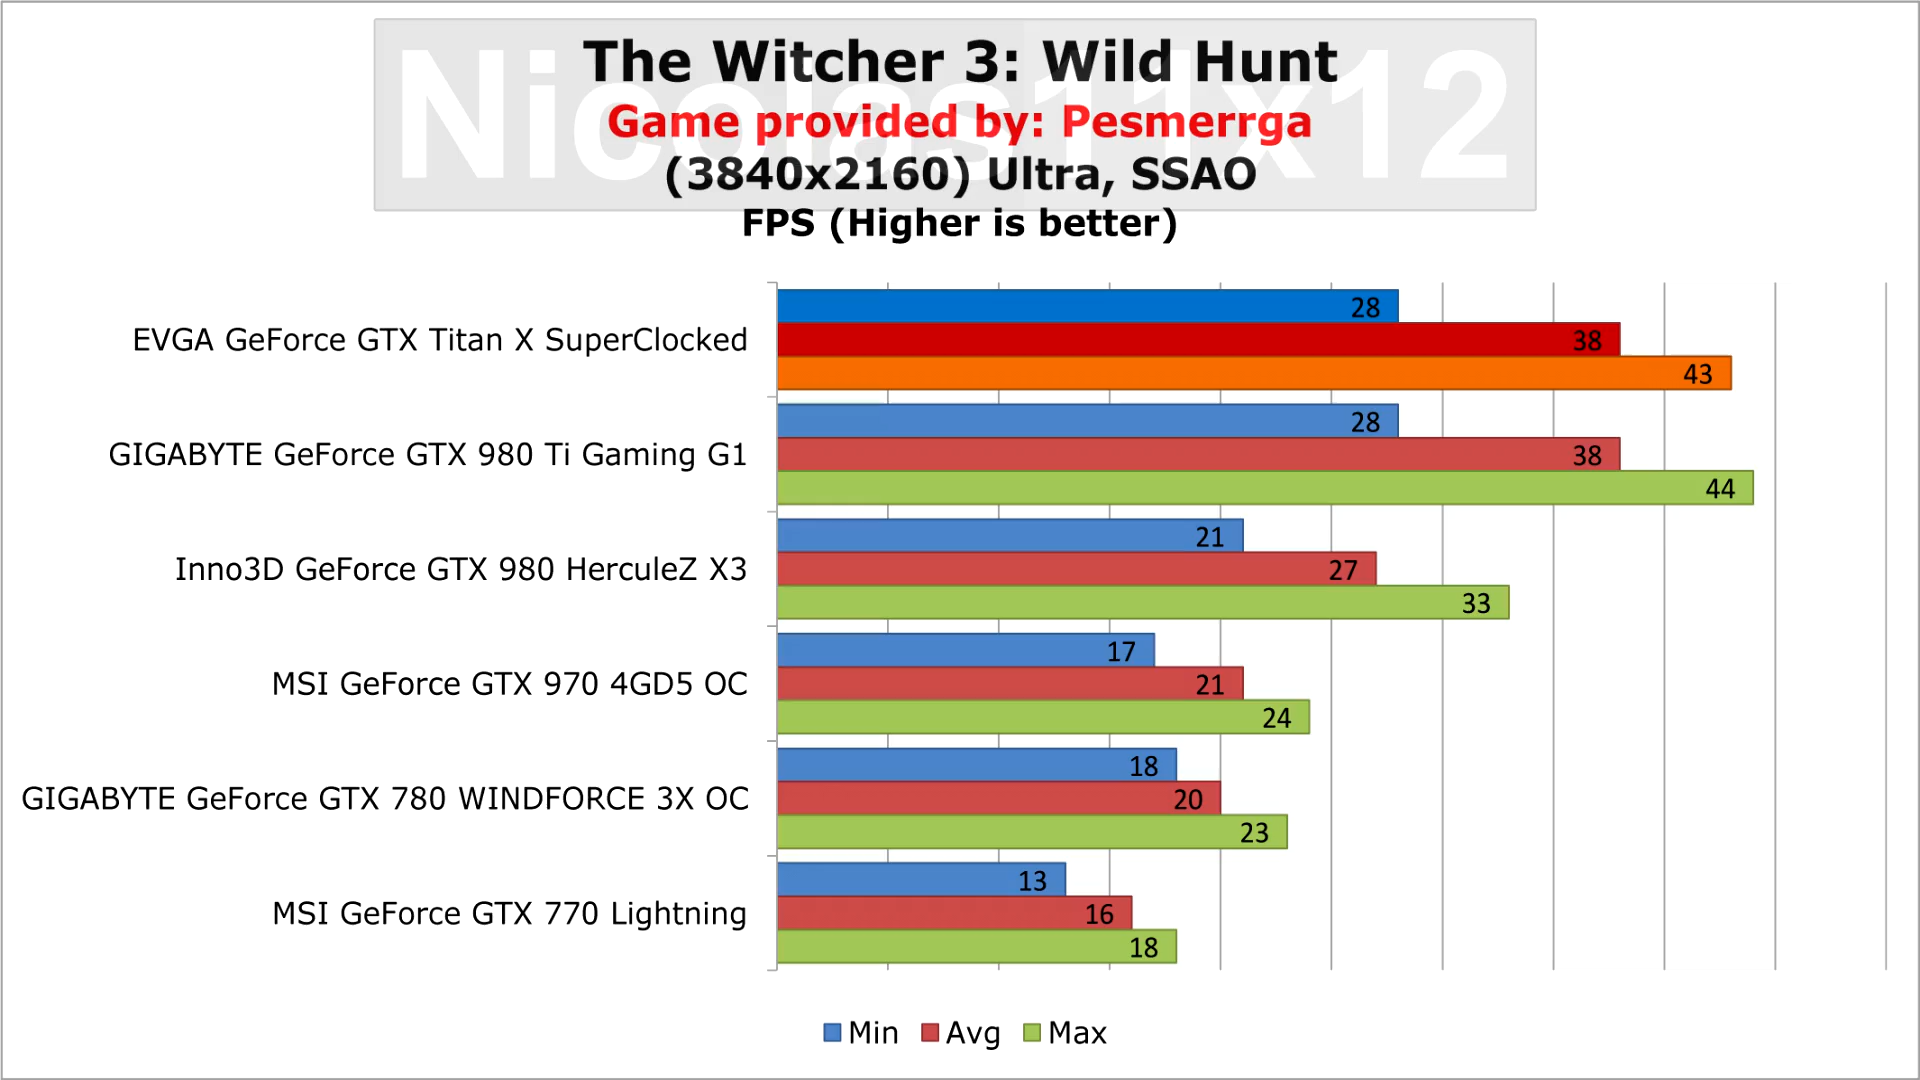 Nicolas11x12
The Witcher 3: Wild Hunt
Game provided by: Pesmerrga
(3840x2160) Ultra, SSAO
FPS (Higher is better)
EVGA GeForce GTX Titan X SuperClocked
28
38
43
GIGABYTE GeForce GTX 980 Ti Gaming G1
28
38
44
Inno3D GeForce GTX 980 HerculeZ X3
21
27
33
MSI GeForce GTX 970 4GD5 OC
17
21
24
GIGABYTE GeForce GTX 780 WINDFORCE 3X OC
18
20
23
MSI GeForce GTX 770 Lightning
13
16
18
Min Avg Max